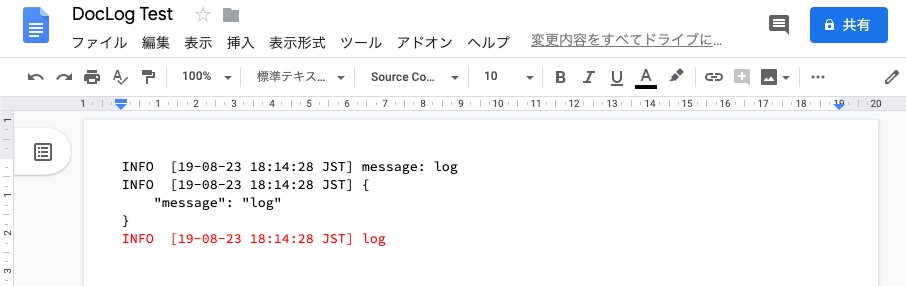 DocLog Test
共有
ファイル 編集 表示 挿入 表示形式 ツール アドオン ヘルプ 変更内容をすべてドライブに...
100% 標準テキス... Source Co... 10 B I U A
1 1 2 3 4 5 6 7 8 9 10 11 12 13 14 15 16 17 18 19 20
1
1
2
3
INFO [19-08-23 18:14:28 JST] message: log
INFO [19-08-23 18:14:28 JST] {
    "message": "log"
}
INFO [19-08-23 18:14:28 JST] log